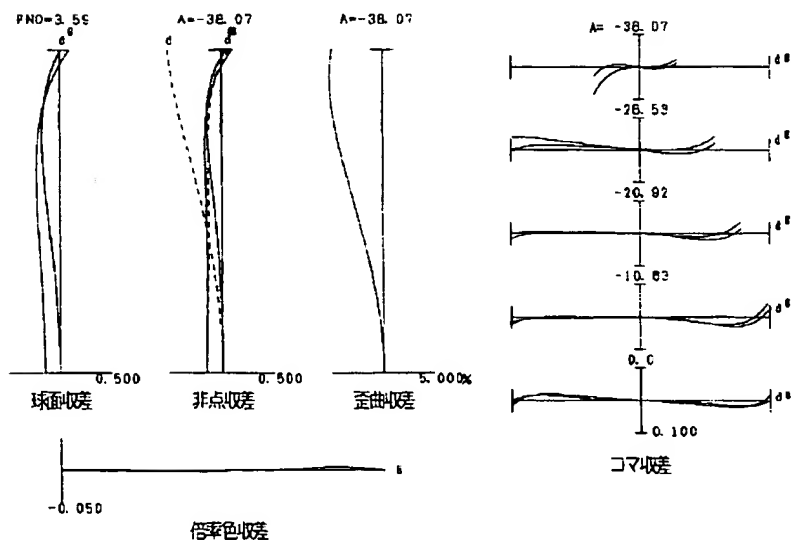 FNO=3.59
d g
0.500
球面収差
A=-38.07
d
d g
0.500
非点収差
A=-38.07
5.000%
歪曲収差
A= -38.07
d g
-28.53
d g
-20.92
d g
-10.83
d g
0.0
d g
0.100
コマ収差
g
-0.050
倍率色収差